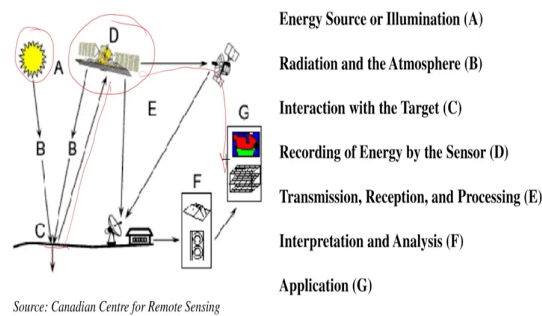 D
A
E
G
B
B
F
C
Energy Source or Illumination (A)
Radiation and the Atmosphere (B)
Interaction with the Target (C)
Recording of Energy by the Sensor (D)
Transmission, Reception, and Processing (E)
Interpretation and Analysis (F)
Application (G)
Source: Canadian Centre for Remote Sensing